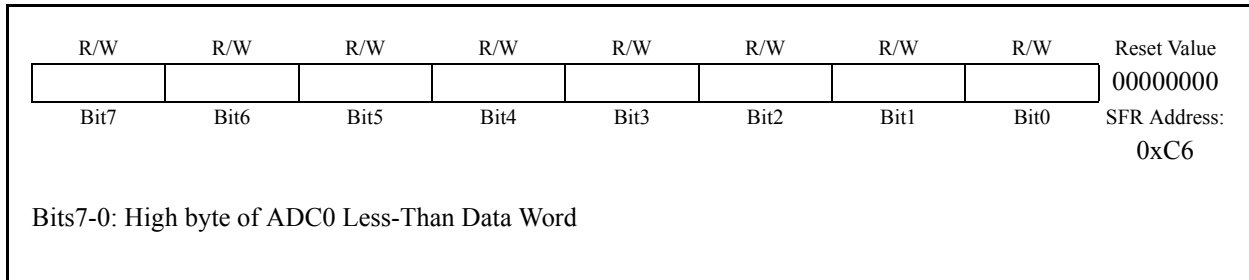 R/W R/W R/W R/W R/W R/W R/W R/W Reset Value
00000000
Bit7 Bit6 Bit5 Bit4 Bit3 Bit2 Bit1 Bit0 SFR Address:
0xC6
Bits7-0: High byte of ADC0 Less-Than Data Word